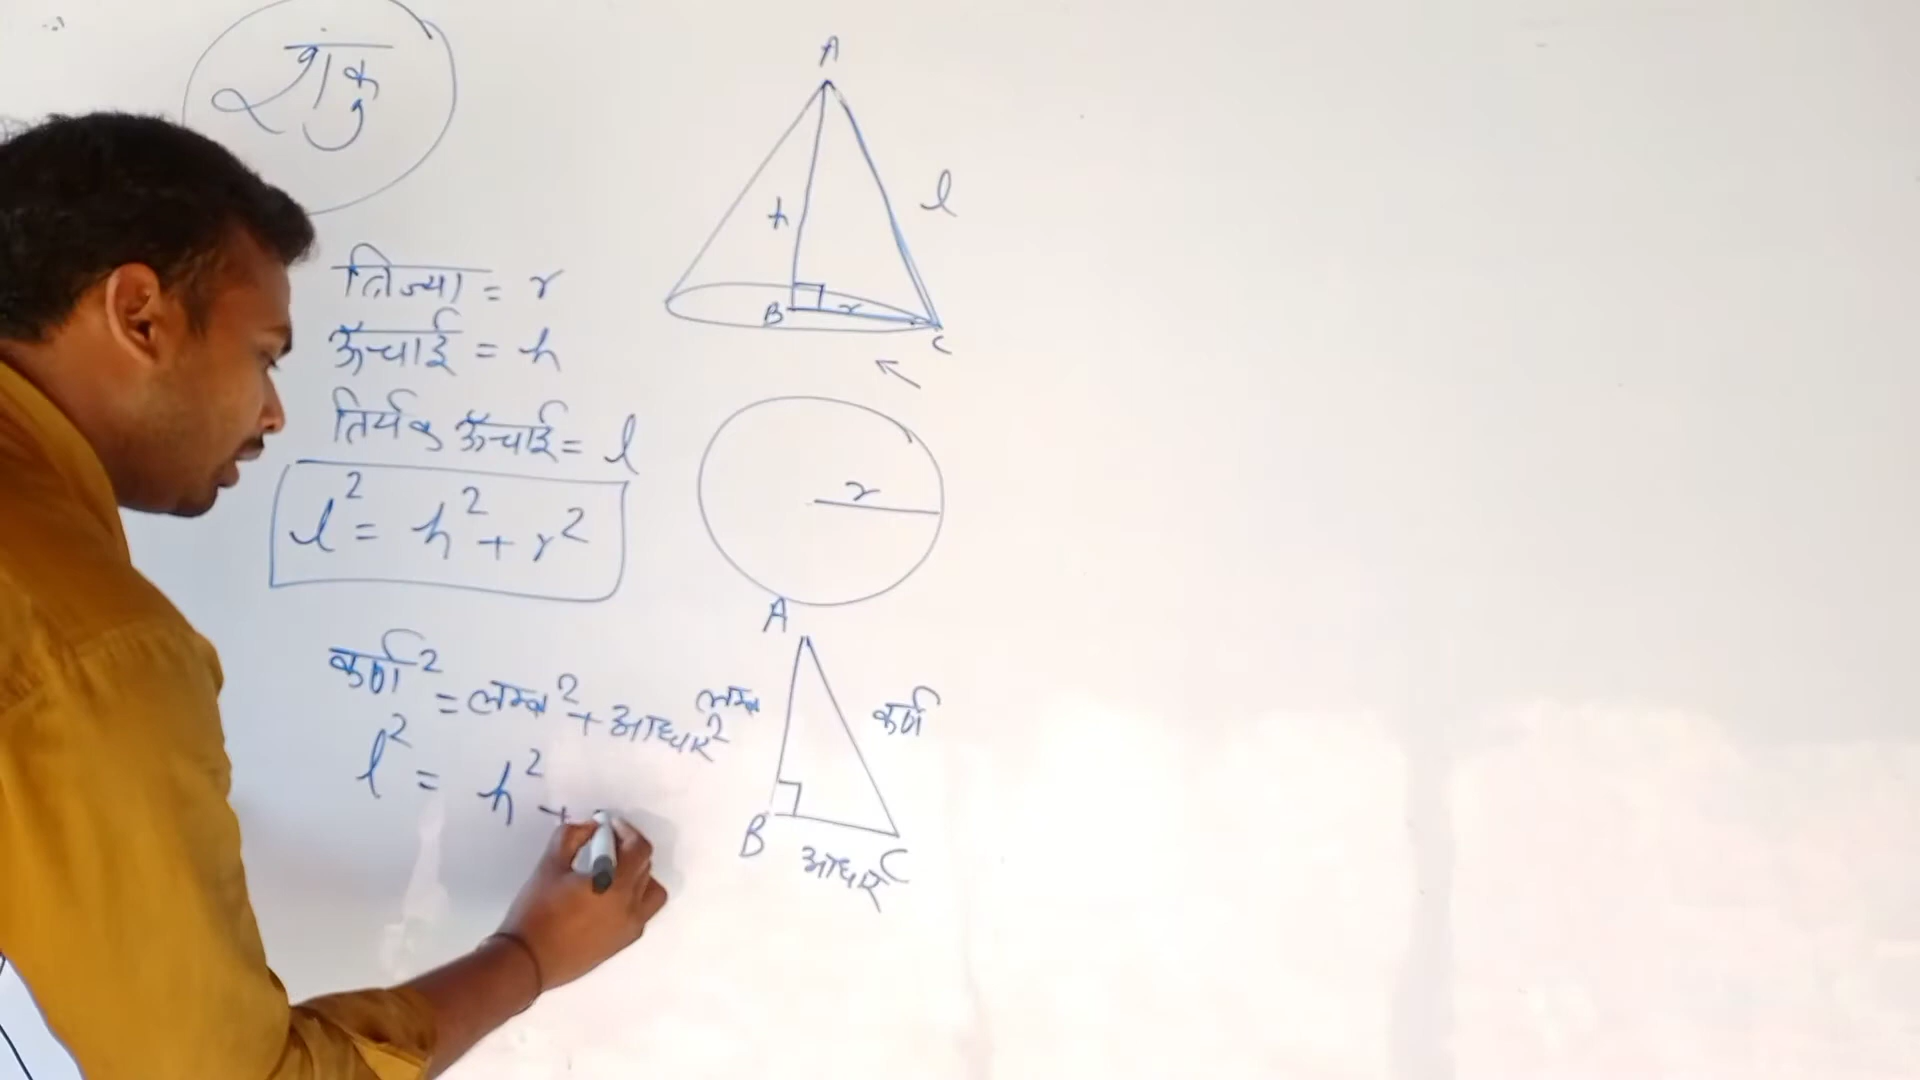 शंकु
त्रिज्या = r
ऊँचाई = h
तिर्यक ऊँचाई = l
l² = h² + r²
कर्ण² = लम्ब² + आधार²
l² = h² +
A
h
l
B
r
C
r
A
लम्ब
कर्ण
B
आधार
C